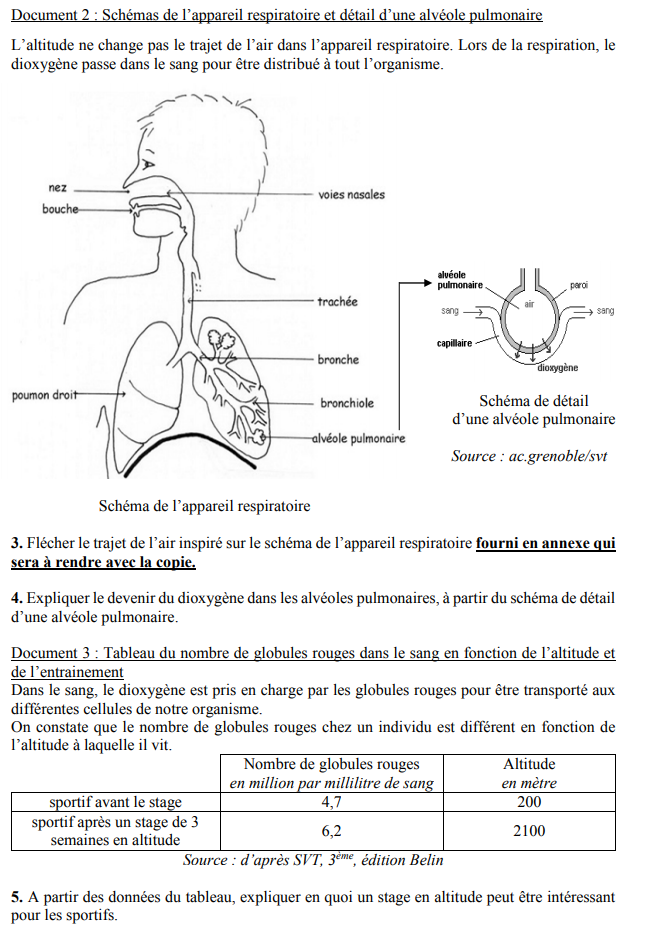 Document 2 : Schémas de l’appareil respiratoire et détail d’une alvéole pulmonaire
L’altitude ne change pas le trajet de l’air dans l’appareil respiratoire. Lors de la respiration, le
dioxygène passe dans le sang pour être distribué à tout l’organisme.
nez
bouche
voies nasales
trachée
bronche
poumon droit
bronchiole
alvéole pulmonaire
alvéole
pulmonaire
paroi
air
sang
sang
capillaire
dioxygène
Schéma de détail
d’une alvéole pulmonaire
Source : ac.grenoble/svt
Schéma de l’appareil respiratoire
3. Flécher le trajet de l’air inspiré sur le schéma de l’appareil respiratoire fourni en annexe qui
sera à rendre avec la copie.
4. Expliquer le devenir du dioxygène dans les alvéoles pulmonaires, à partir du schéma de détail
d’une alvéole pulmonaire.
Document 3 : Tableau du nombre de globules rouges dans le sang en fonction de l’altitude et
de l’entrainement
Dans le sang, le dioxygène est pris en charge par les globules rouges pour être transporté aux
différentes cellules de notre organisme.
On constate que le nombre de globules rouges chez un individu est différent en fonction de
l’altitude à laquelle il vit.
Nombre de globules rouges
en million par millilitre de sang
Altitude
en mètre
sportif avant le stage 4,7 200
sportif après un stage de 3
semaines en altitude
6,2 2100
Source : d’après SVT, 3ème, édition Belin
5. A partir des données du tableau, expliquer en quoi un stage en altitude peut être intéressant
pour les sportifs.